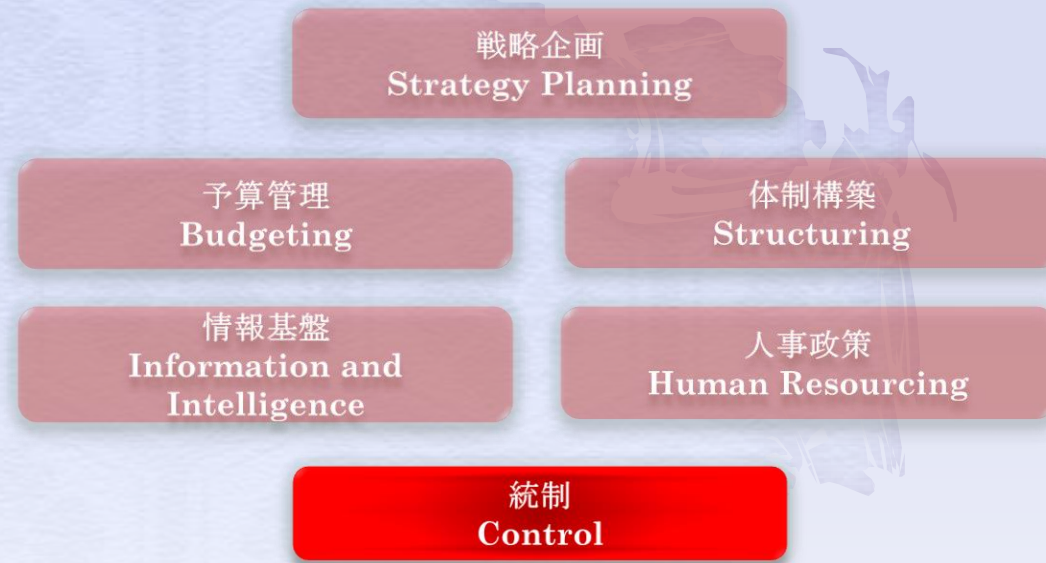 戦略企画
Strategy Planning
予算管理
Budgeting
体制構築
Structuring
情報基盤
Information and
Intelligence
人事政策
Human Resourcing
統制
Control